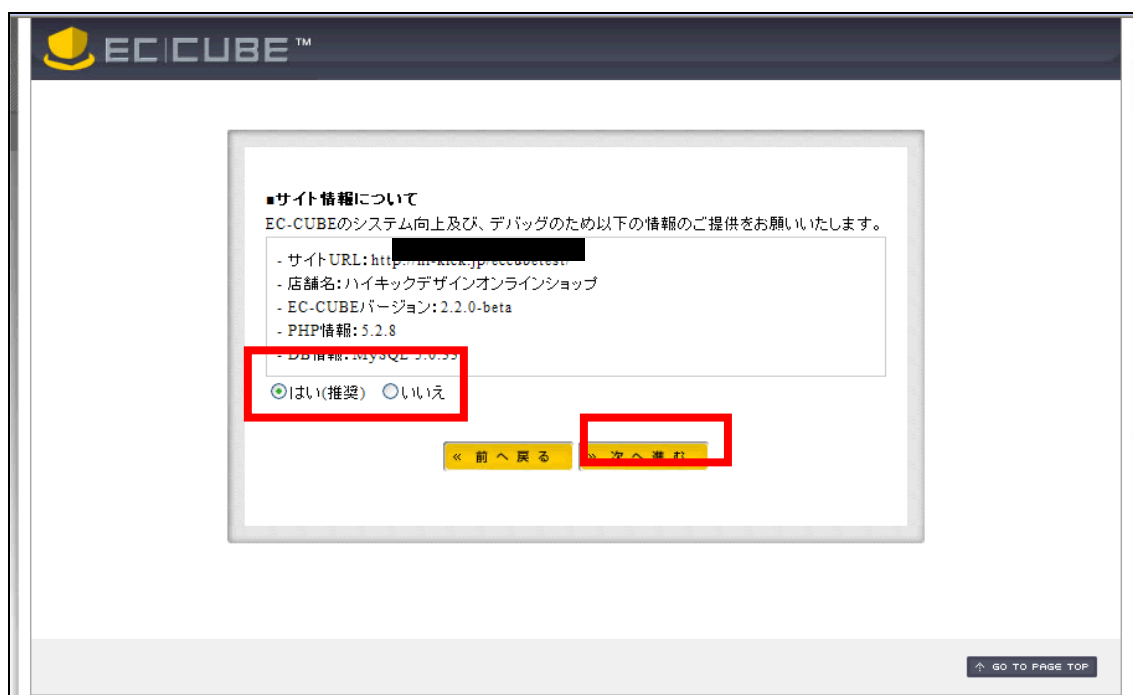 EC CUBE™
■サイト情報について
EC-CUBEのシステム向上及び、デバッグのため以下の情報のご提供をお願いいたします。
- サイトURL：http
- 店舗名：ハイキックデザインオンラインショップ
- EC-CUBEバージョン：2.2.0-beta
- PHP情報：5.2.8
- DB情報：MySQL
はい(推奨) いいえ
« 前へ戻る » 次へ進む
↑ GO TO PAGE TOP